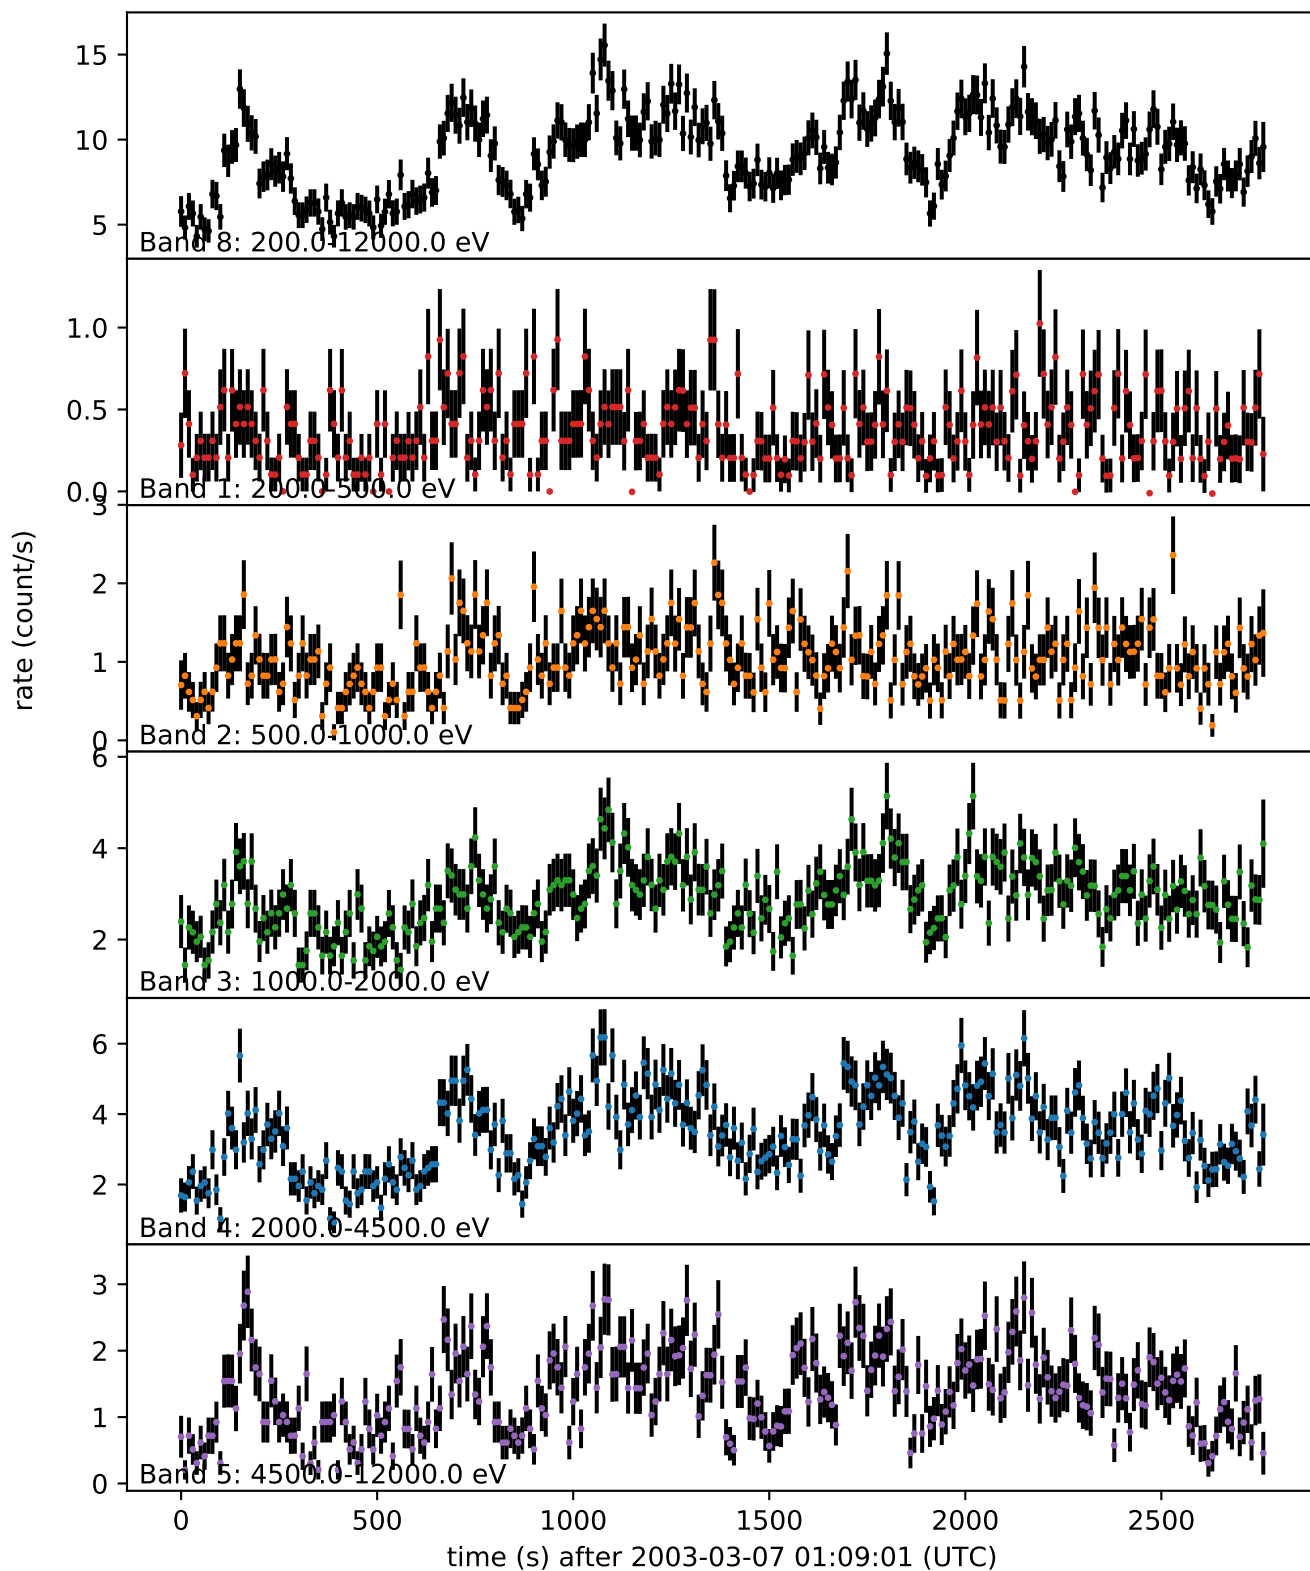 15
10
5
Band 8: 200.0-12000.0 eV
1.0
0.5
0.0
Band 1: 200.0-500.0 eV
3
2
1
0
Band 2: 500.0-1000.0 eV
rate (count/s)
6
4
2
Band 3: 1000.0-2000.0 eV
6
4
2
Band 4: 2000.0-4500.0 eV
3
2
1
0
Band 5: 4500.0-12000.0 eV
0 500 1000 1500 2000 2500
time (s) after 2003-03-07 01:09:01 (UTC)